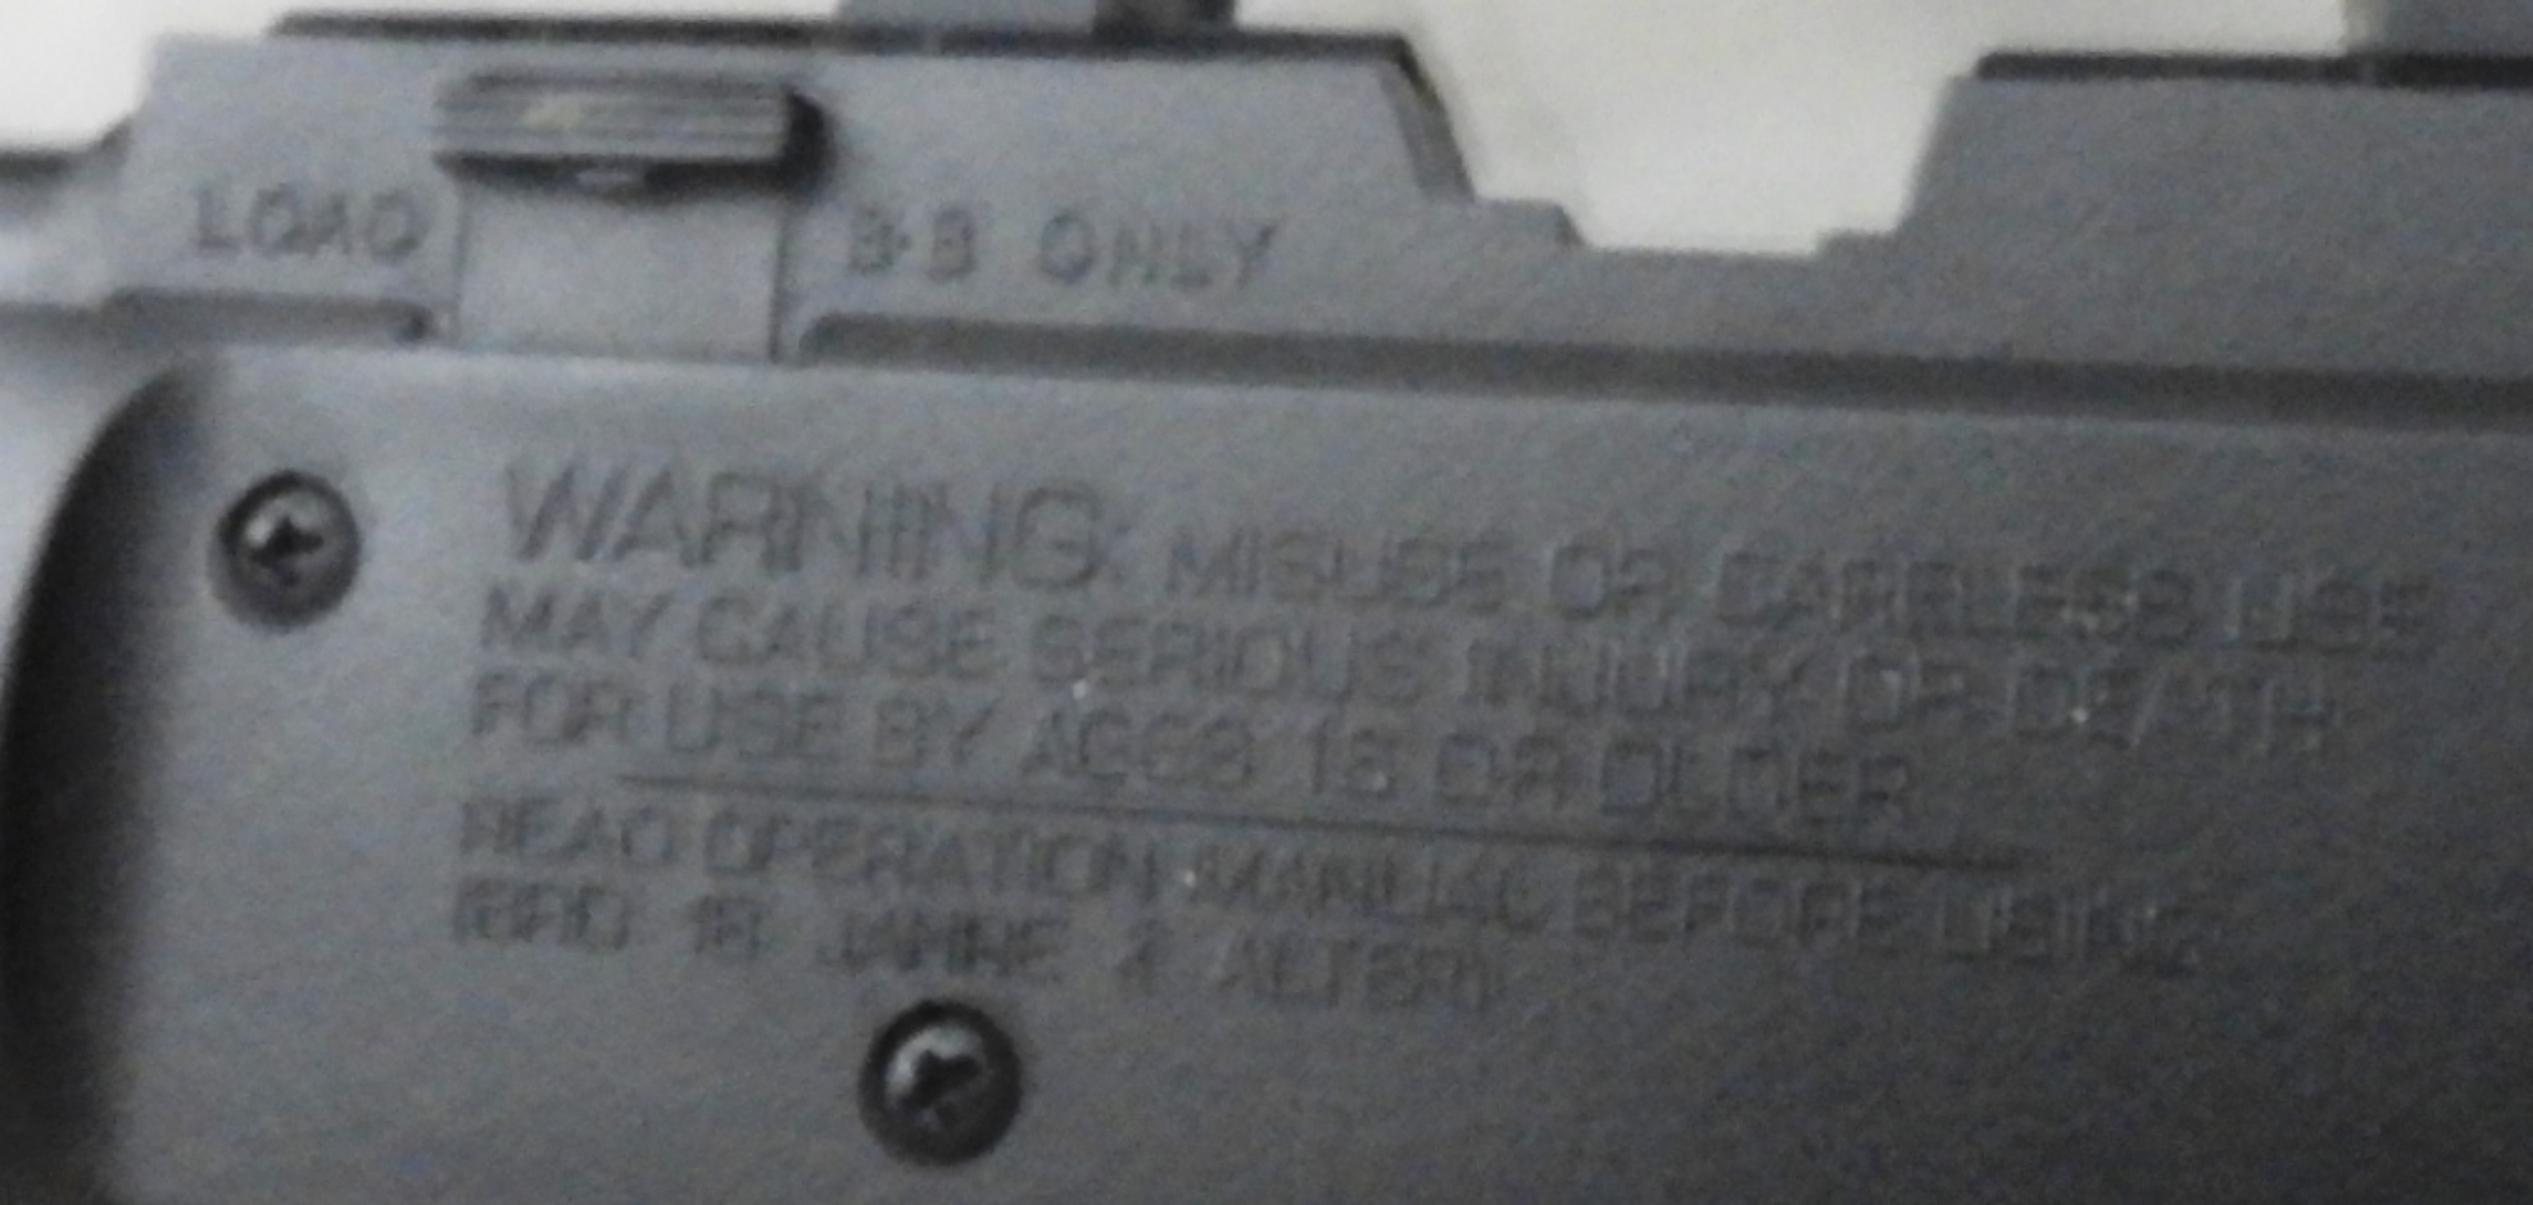 LOAD
B·B ONLY
WARNING: MISUSE OR CARELESS USE
MAY CAUSE SERIOUS INJURY OR DEATH
FOR USE BY AGES 16 OR OLDER
READ OPERATION MANUAL BEFORE USING